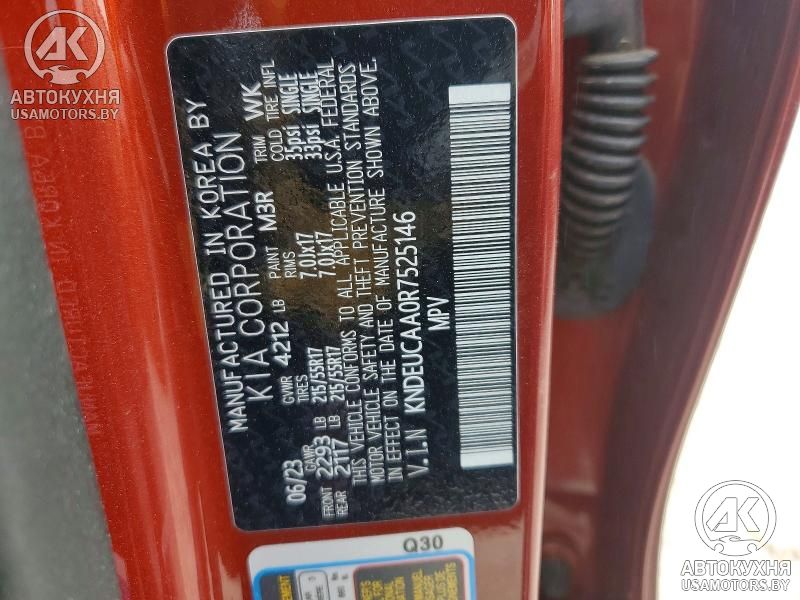 MANUFACTURED IN KOREA BY
KIA CORPORATION
06/23 GVWR 4212 LB PAINT M3R TRIM WK
GAWR TIRES RIMS COLD TIRE INFL
FRONT 2293 LB 215/55R17 7.0Jx17 35psi SINGLE
REAR 2117 LB 215/55R17 7.0Jx17 33psi SINGLE
THIS VEHICLE CONFORMS TO ALL APPLICABLE U.S.A. FEDERAL
MOTOR VEHICLE SAFETY AND THEFT PREVENTION STANDARDS
IN EFFECT ON THE DATE OF MANUFACTURE SHOWN ABOVE.
V.I.N KNDEUCAA0R7525146
MPV
Q30
АК
АВТОКУХНЯ
USAMOTORS.BY
АК
АВТОКУХНЯ
USAMOTORS.BY